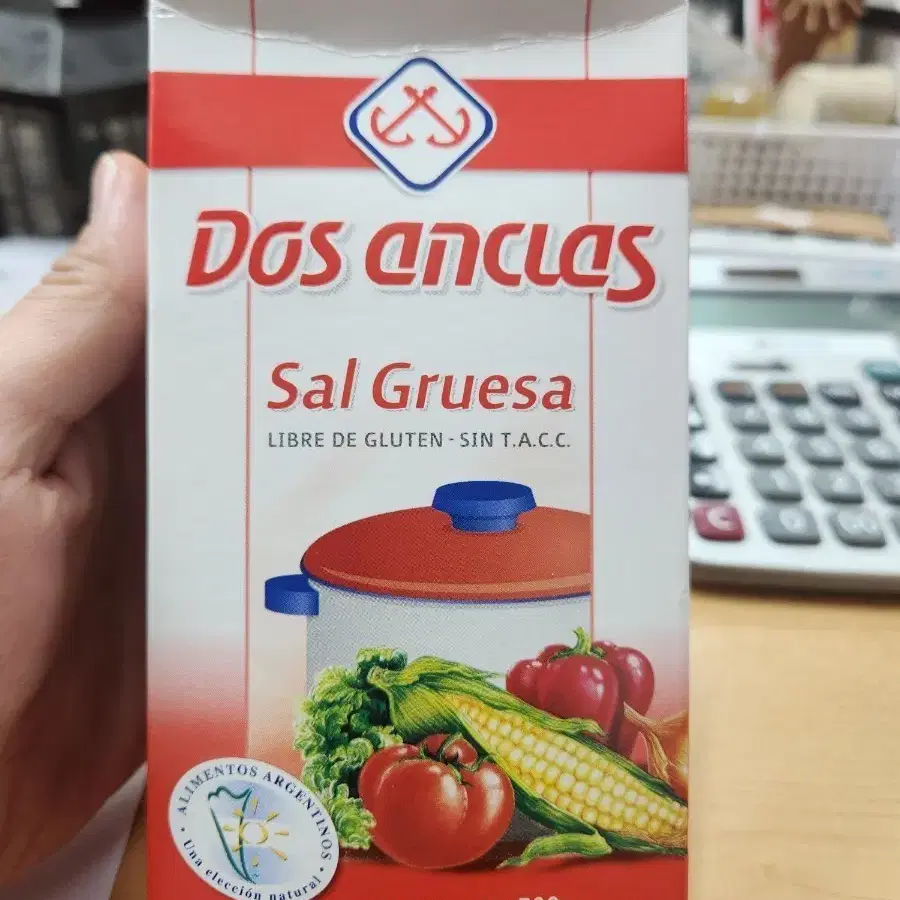 Dos anclas
Sal Gruesa
LIBRE DE GLUTEN - SIN T.A.C.C.
ALIMENTOS ARGENTINOS
Una elección natural
C